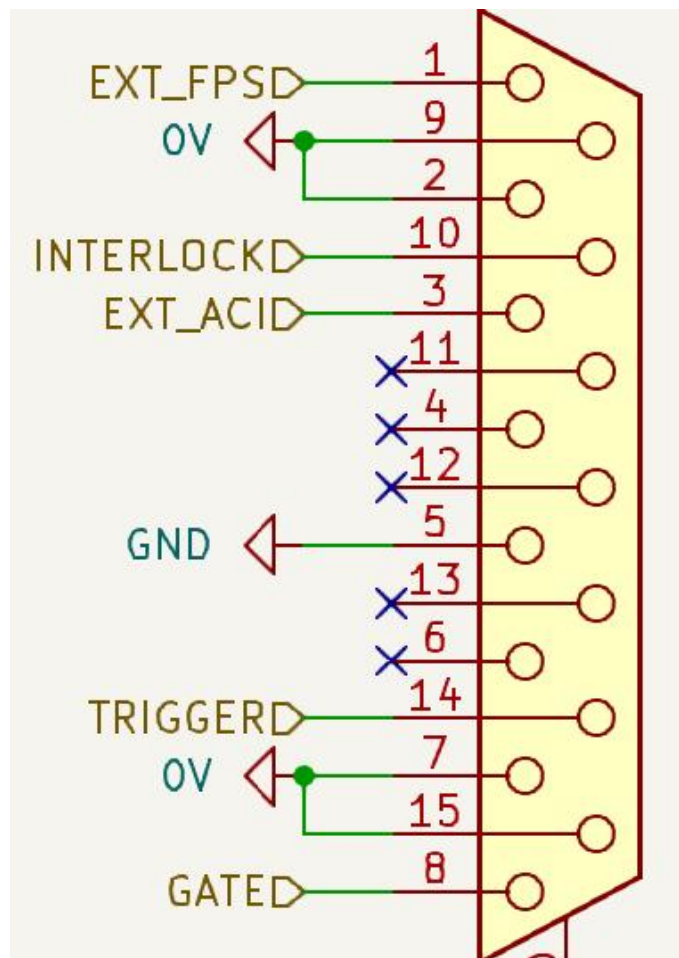 EXT_FPS 1
0V 9
2
INTERLOCK 10
EXT_ACI 3
11
4
12
GND 5
13
6
TRIGGER 14
0V 7
15
GATE 8